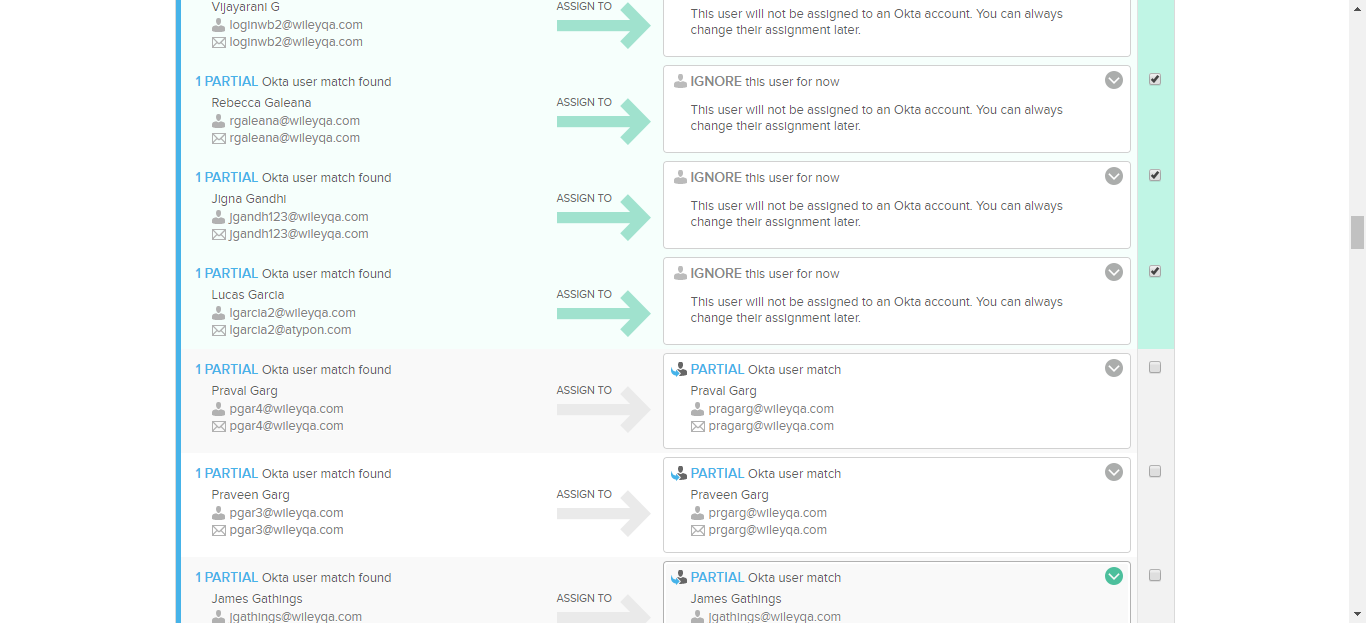 Vijayarani G
loginwb2@wileyqa.com
loginwb2@wileyqa.com
ASSIGN TO
This user will not be assigned to an Okta account. You can always
change their assignment later.
1 PARTIAL Okta user match found
Rebecca Galeana
rgaleana@wileyqa.com
rgaleana@wileyqa.com
ASSIGN TO
IGNORE this user for now
This user will not be assigned to an Okta account. You can always
change their assignment later.
1 PARTIAL Okta user match found
Jigna Gandhi
jgandh123@wileyqa.com
jgandh123@wileyqa.com
ASSIGN TO
IGNORE this user for now
This user will not be assigned to an Okta account. You can always
change their assignment later.
1 PARTIAL Okta user match found
Lucas Garcia
lgarcia2@wileyqa.com
lgarcia2@atypon.com
ASSIGN TO
IGNORE this user for now
This user will not be assigned to an Okta account. You can always
change their assignment later.
1 PARTIAL Okta user match found
Praval Garg
pgar4@wileyqa.com
pgar4@wileyqa.com
ASSIGN TO
PARTIAL Okta user match
Praval Garg
pragarg@wileyqa.com
pragarg@wileyqa.com
1 PARTIAL Okta user match found
Praveen Garg
pgar3@wileyqa.com
pgar3@wileyqa.com
ASSIGN TO
PARTIAL Okta user match
Praveen Garg
prgarg@wileyqa.com
prgarg@wileyqa.com
1 PARTIAL Okta user match found
James Gathings
jgathings@wileyqa.com
ASSIGN TO
PARTIAL Okta user match
James Gathings
jgathings@wileyqa.com